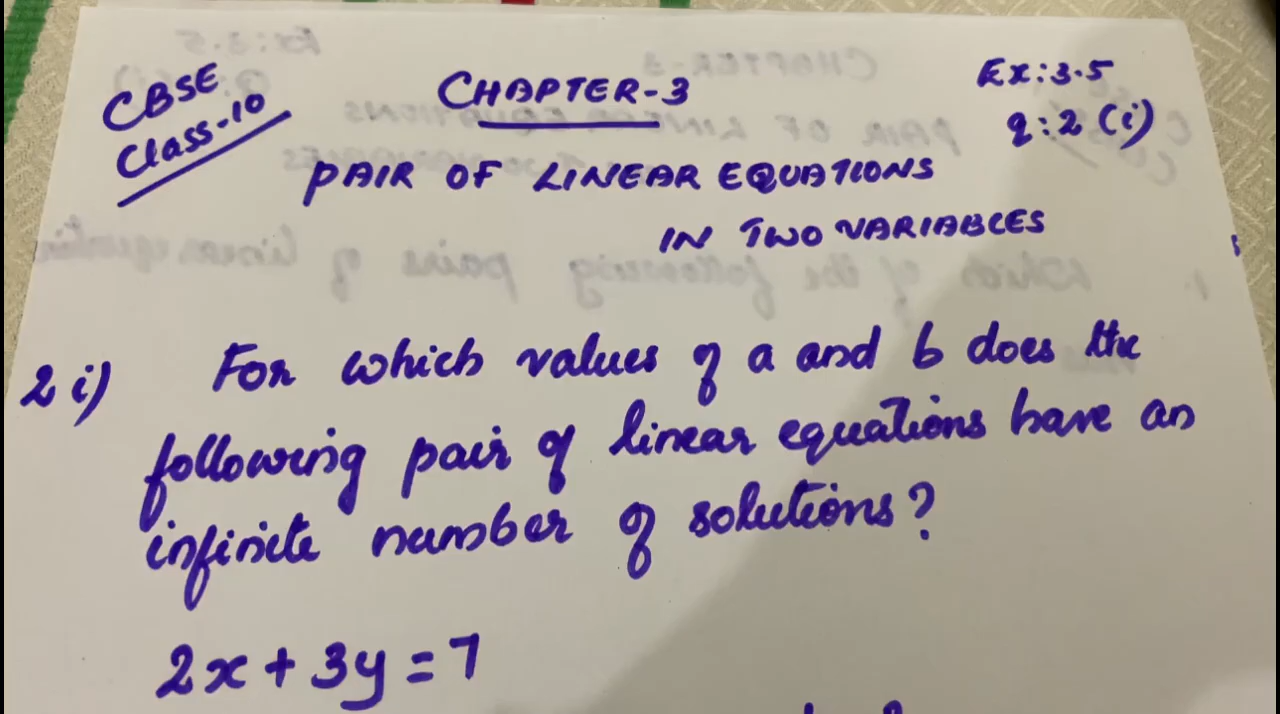 CBSE
Class-10
CHAPTER-3
Ex:3.5
q:2 (i)
PAIR OF LINEAR EQUATIONS
IN TWO VARIABLES
2 i) For which values of a and b does the
following pair of linear equations have an
infinite number of solutions?
2x + 3y = 7